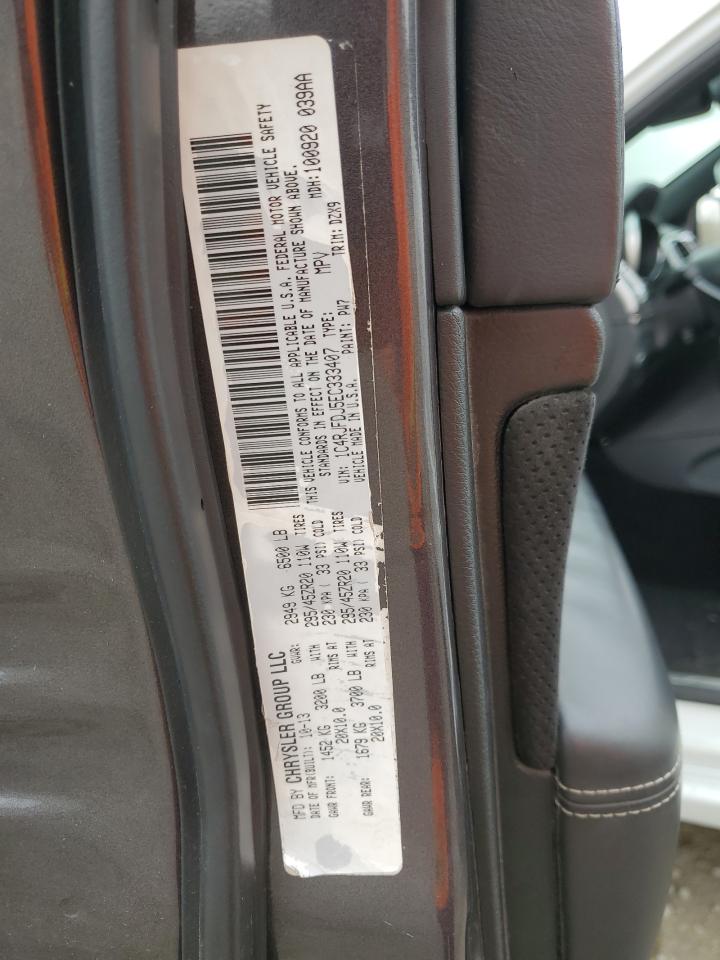 MFD BY CHRYSLER GROUP LLC
DATE OF MFR(BUILT): 10-13 GVWR: 2949 KG 6500 LB
GAWR FRONT: 1452 KG 3200 LB WITH 295/45ZR20 110W TIRES
20X10.0 RIMS AT 230 KPA ( 33 PSI) COLD
GAWR REAR: 1679 KG 3700 LB WITH 295/45ZR20 110W TIRES
20X10.0 RIMS AT 230 KPA ( 33 PSI) COLD
THIS VEHICLE CONFORMS TO ALL APPLICABLE U.S.A. FEDERAL MOTOR VEHICLE SAFETY
STANDARDS IN EFFECT ON THE DATE OF MANUFACTURE SHOWN ABOVE.
VIN: 1C4RJFDJ5EC333407 TYPE: MPV MDH:100920 039AA
VEHICLE MADE IN U.S.A. PAINT: PW7 TRIM: DZX9